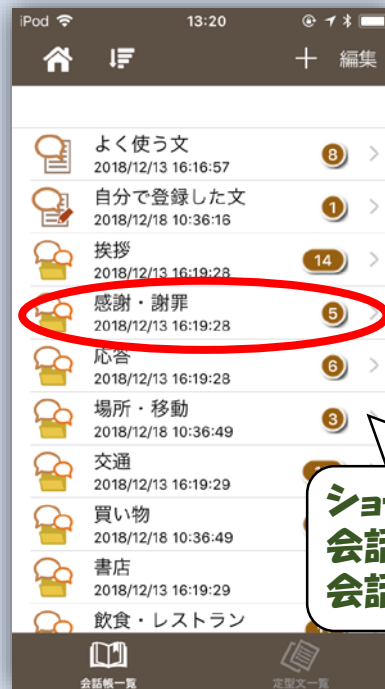 iPod 13:20
編集
よく使う文
2018/12/13 16:16:57
8
自分で登録した文
2018/12/18 10:36:16
1
挨拶
2018/12/13 16:19:28
14
感謝・謝罪
2018/12/13 16:19:28
5
応答
2018/12/13 16:19:28
6
場所・移動
2018/12/18 10:36:49
3
交通
2018/12/13 16:19:29
買い物
2018/12/18 10:36:49
書店
2018/12/13 16:19:29
飲食・レストラン
会話
会話
会話帳一覧
定型文一覧